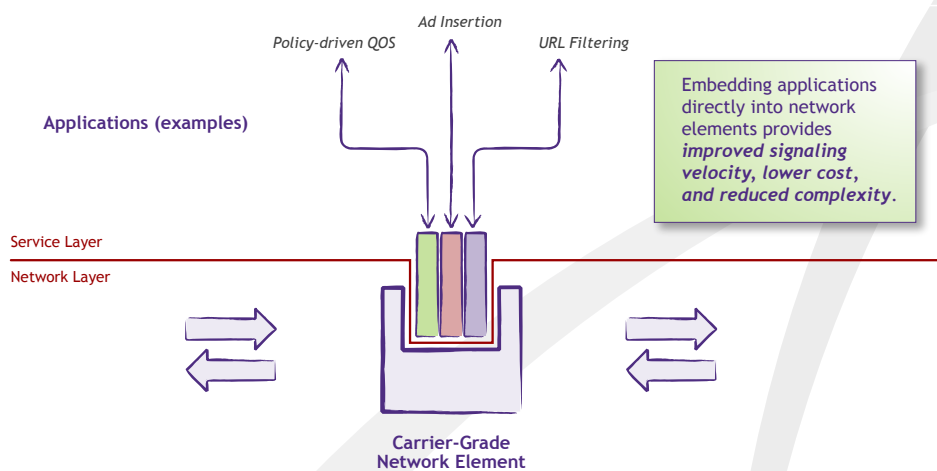 Ad Insertion
Policy-driven QOS
URL Filtering
Applications (examples)
Embedding applications
directly into network
elements provides
improved signaling
velocity, lower cost,
and reduced complexity.
Service Layer
Network Layer
Carrier-Grade
Network Element